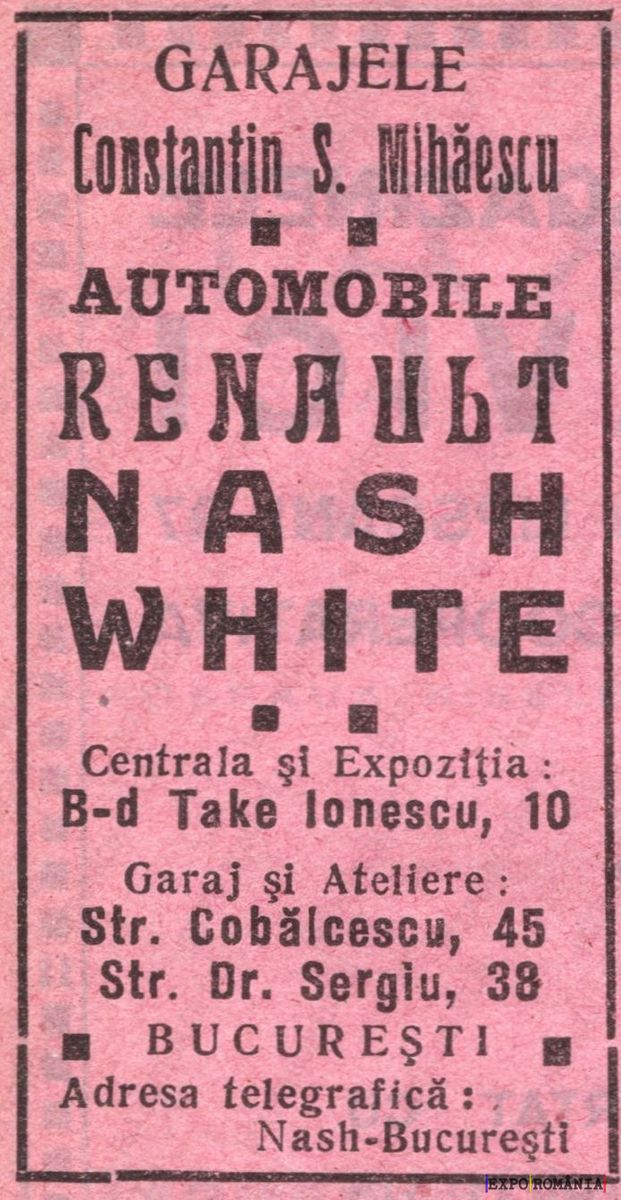 GARAJELE
Constantin S. Mihăescu
AUTOMOBILE
RENAULT
NASH
WHITE
Centrala şi Expoziţia :
B-d Take Ionescu, 10
Garaj şi Ateliere :
Str. Cobălcescu, 45
Str. Dr. Sergiu, 38
BUCUREŞTI
Adresa telegrafică :
Nash-Bucureşti
EXPO ROMÂNIA